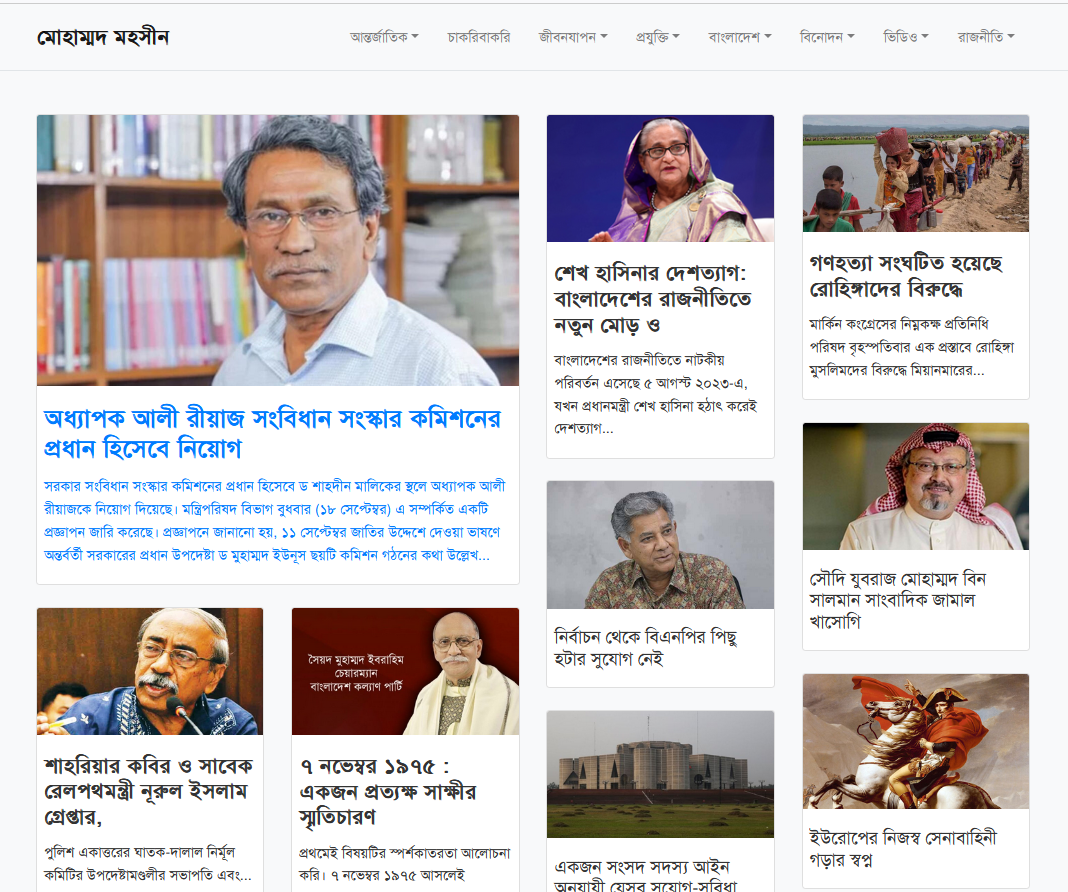 মোহাম্মদ মহসীন
আন্তর্জাতিক
চাকরিবাকরি
জীবনযাপন
প্রযুক্তি
বাংলাদেশ
বিনোদন
ভিডিও
রাজনীতি
অধ্যাপক আলী রীয়াজ সংবিধান সংস্কার কমিশনের
প্রধান হিসেবে নিয়োগ
সরকার সংবিধান সংস্কার কমিশনের প্রধান হিসেবে ড শাহদীন মালিকের স্থলে অধ্যাপক আলী
রীয়াজকে নিয়োগ দিয়েছে। মন্ত্রিপরিষদ বিভাগ বুধবার (১৮ সেপ্টেম্বর) এ সম্পর্কিত একটি
প্রজ্ঞাপন জারি করেছে। প্রজ্ঞাপনে জানানো হয়, ১১ সেপ্টেম্বর জাতির উদ্দেশে দেওয়া ভাষণে
অন্তর্বর্তী সরকারের প্রধান উপদেষ্টা ড মুহাম্মদ ইউনূস ছয়টি কমিশন গঠনের কথা উল্লেখ...
শাহরিয়ার কবির ও সাবেক
রেলপথমন্ত্রী নূরুল ইসলাম
গ্রেপ্তার,
পুলিশ একাত্তরের ঘাতক-দালাল নির্মূল
কমিটির উপদেষ্টামণ্ডলীর সভাপতি এবং...
সৈয়দ মুহাম্মদ ইবরাহিম
চেয়ারম্যান
বাংলাদেশ কল্যাণ পার্টি
৭ নভেম্বর ১৯৭৫ :
একজন প্রত্যক্ষ সাক্ষীর
স্মৃতিচারণ
প্রথমেই বিষয়টির স্পর্শকাতরতা আলোচনা
করি। ৭ নভেম্বর ১৯৭৫ আসলেই
শেখ হাসিনার দেশত্যাগ:
বাংলাদেশের রাজনীতিতে
নতুন মোড় ও
বাংলাদেশের রাজনীতিতে নাটকীয়
পরিবর্তন এসেছে ৫ আগস্ট ২০২৩-এ,
যখন প্রধানমন্ত্রী শেখ হাসিনা হঠাৎ করেই
দেশত্যাগ...
নির্বাচন থেকে বিএনপির পিছু
হটার সুযোগ নেই
একজন সংসদ সদস্য আইন
অনুযায়ী যেসব সুযোগ-সুবিধা
গণহত্যা সংঘটিত হয়েছে
রোহিঙ্গাদের বিরুদ্ধে
মার্কিন কংগ্রেসের নিম্নকক্ষ প্রতিনিধি
পরিষদ বৃহস্পতিবার এক প্রস্তাবে রোহিঙ্গা
মুসলিমদের বিরুদ্ধে মিয়ানমারের...
সৌদি যুবরাজ মোহাম্মদ বিন
সালমান সাংবাদিক জামাল
খাসোগি
ইউরোপের নিজস্ব সেনাবাহিনী
গড়ার স্বপ্ন